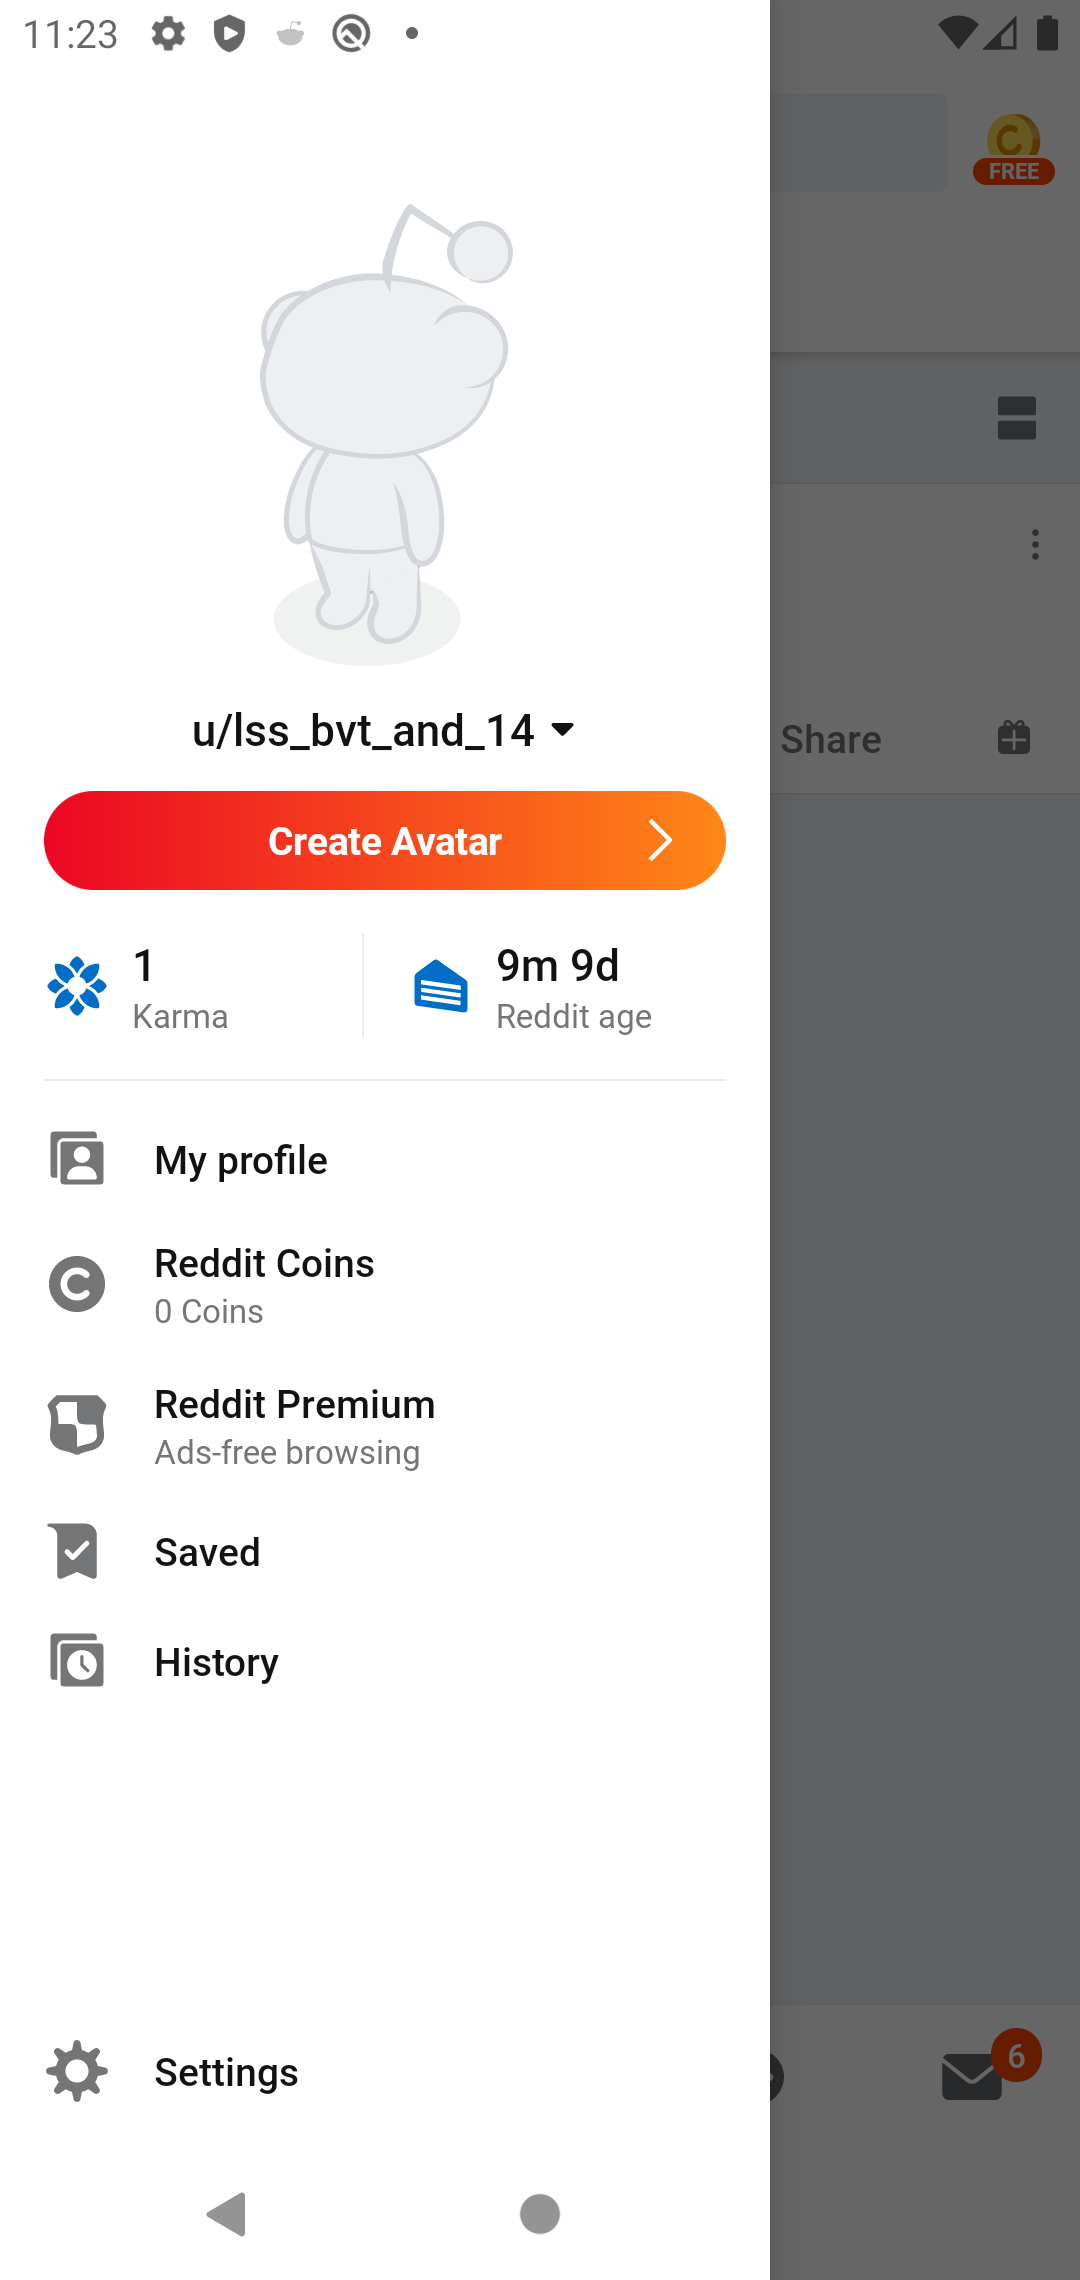 11:23
FREE
Share
u/lss_bvt_and_14
Create Avatar
1
Karma
9m 9d
Reddit age
My profile
Reddit Coins
0 Coins
Reddit Premium
Ads-free browsing
Saved
History
Settings
6